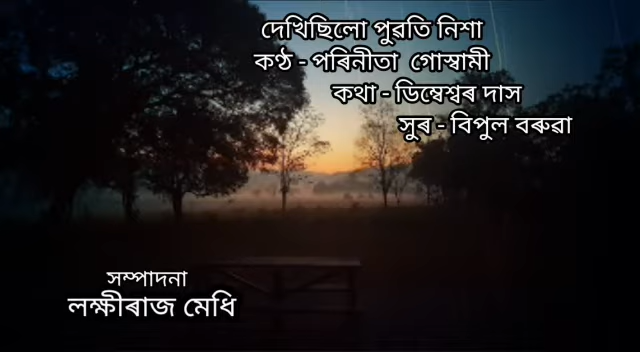 দেখিছিলো পুৱতি নিশা
কণ্ঠ - পৰিনীতা গোস্বামী
কথা - ডিম্বেশ্বৰ দাস
সুৰ - বিপুল বৰুৱা
সম্পাদনা
লক্ষীৰাজ মেধি